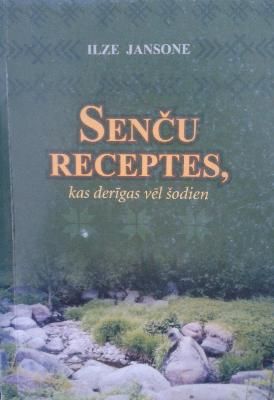 ILZE JANSONE
SENČU
RECEPTES,
kas derīgas vēl šodien